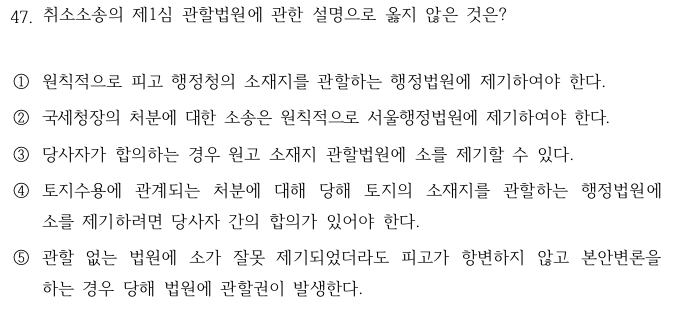 47. 취소소송의 제1심 관할법원에 관한 설명으로 옳지 않은 것은?
① 원칙적으로 피고 행정청의 소재지를 관할하는 행정법원에 제기하여야 한다.
② 국세청장의 처분에 대한 소송은 원칙적으로 서울행정법원에 제기하여야 한다.
③ 당사자가 합의하는 경우 원고 소재지 관할법원에 소를 제기할 수 있다.
④ 토지수용에 관계되는 처분에 대해 당해 토지의 소재지를 관할하는 행정법원에
소를 제기하려면 당사자 간의 합의가 있어야 한다.
⑤ 관할 없는 법원에 소가 잘못 제기되었더라도 피고가 항변하지 않고 본안변론을
하는 경우 당해 법원에 관할권이 발생한다.